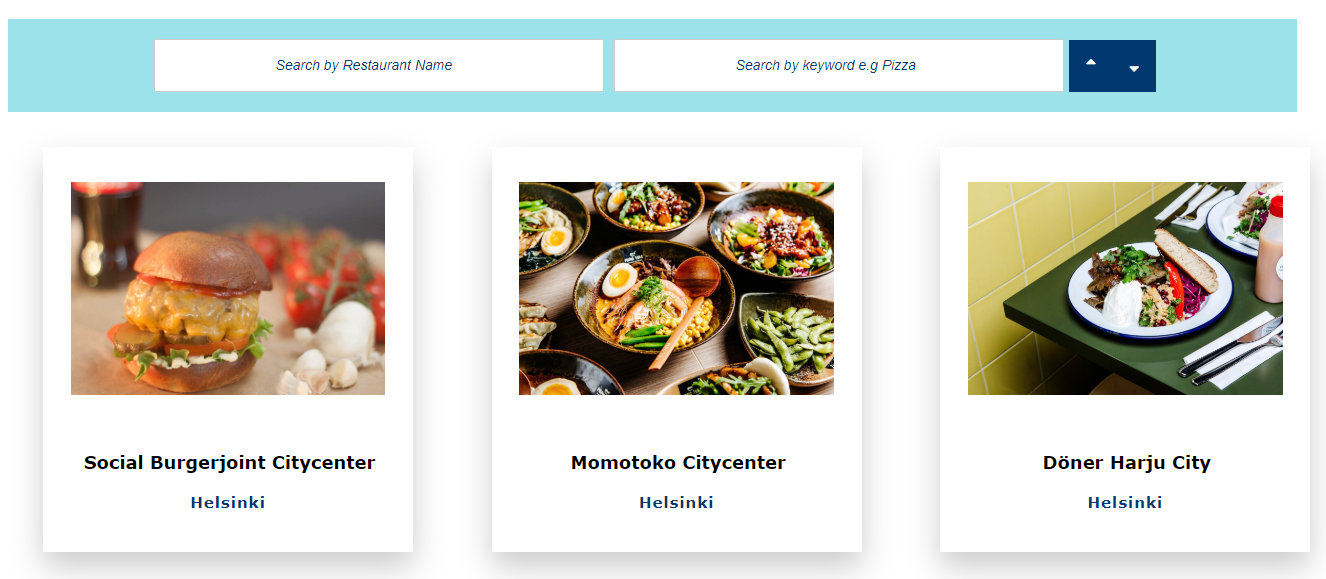 Search by Restaurant Name
Search by keyword e.g Pizza
Social Burgerjoint Citycenter
Helsinki
Momotoko Citycenter
Helsinki
Döner Harju City
Helsinki